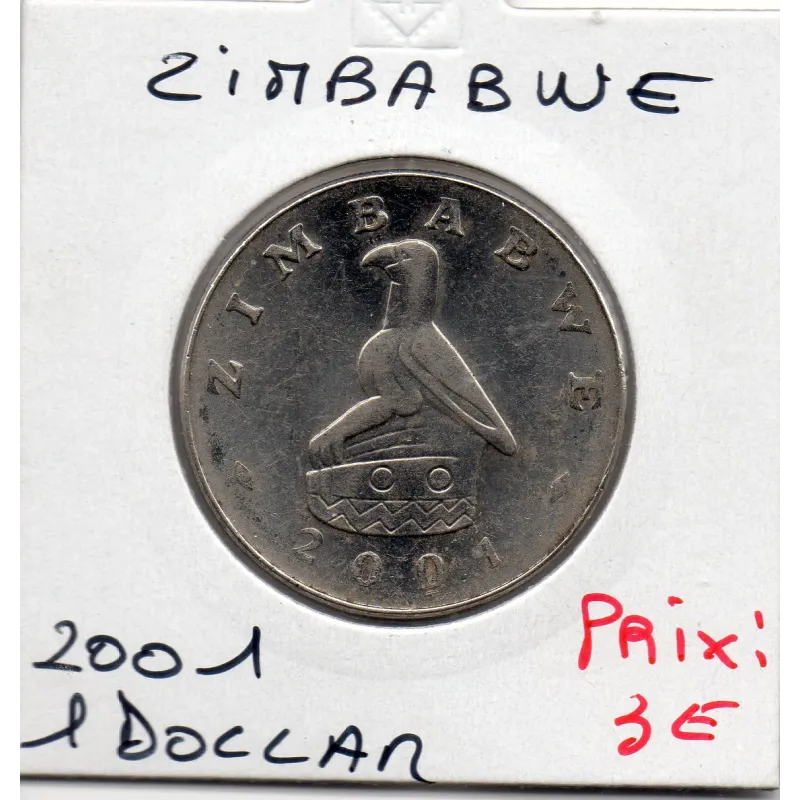 ZiMBABWE
ZIMBABWE
2001
2001
1 DOLLAR
PRix:
3E